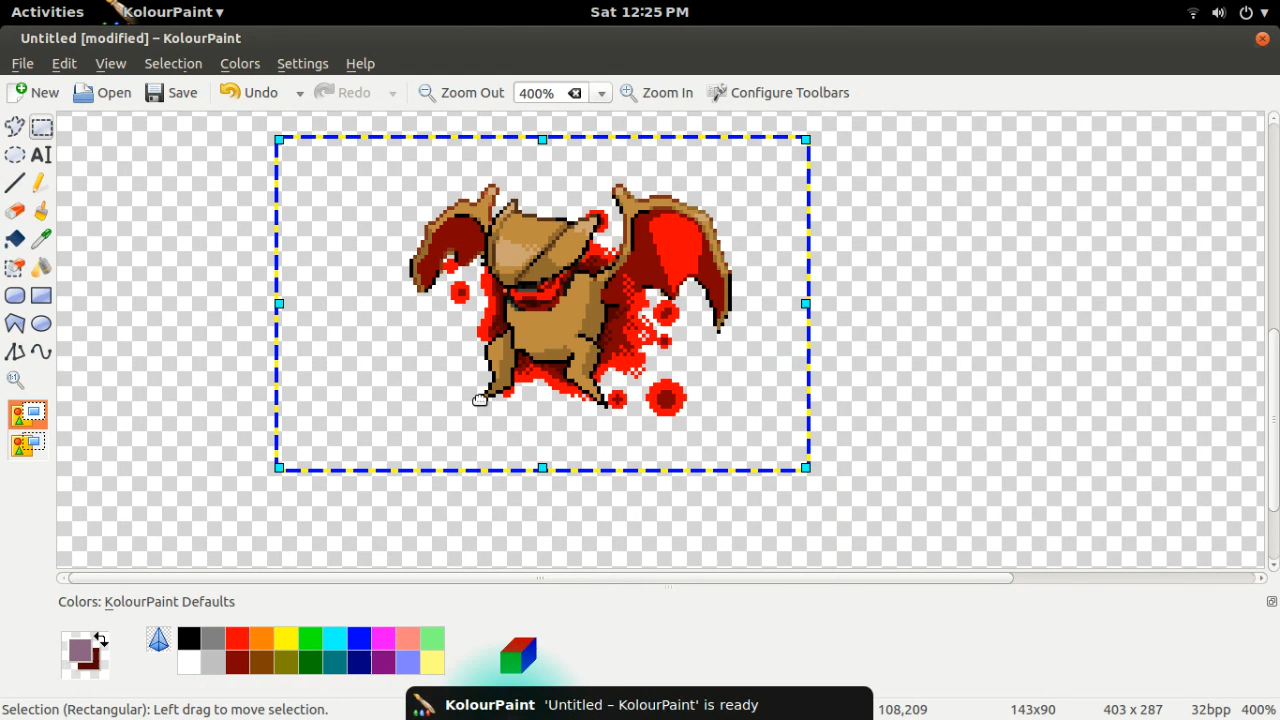 Activities KolourPaint ▾ Sat 12:25 PM
Untitled [modified] – KolourPaint
File Edit View Selection Colors Settings Help
New Open Save Undo Redo Zoom Out 400% Zoom In Configure Toolbars
AI
Colors: KolourPaint Defaults
KolourPaint 'Untitled – KolourPaint' is ready
Selection (Rectangular): Left drag to move selection. 108,209 143x90 403 x 287 32bpp 400%